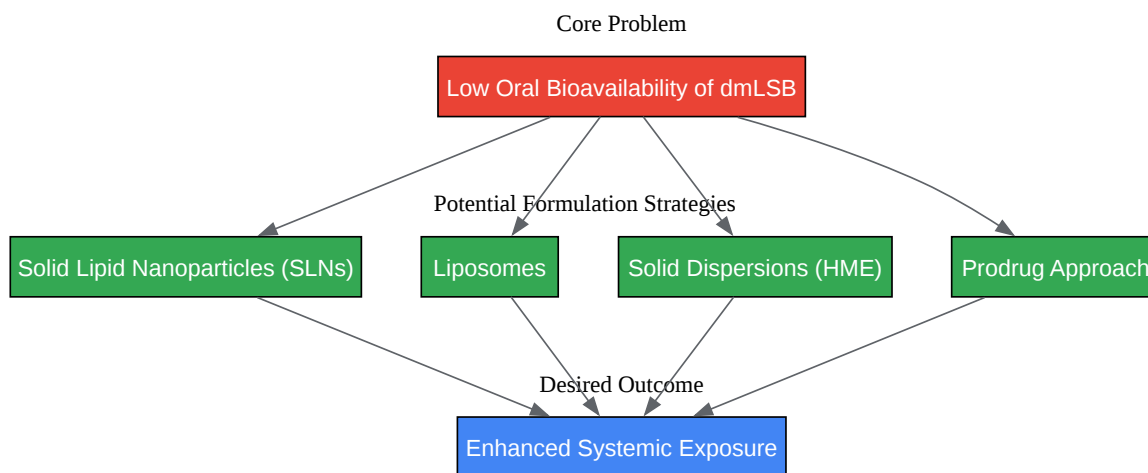 Core Problem
Low Oral Bioavailability of dmLSB
Potential Formulation Strategies
Solid Lipid Nanoparticles (SLNs)
Liposomes
Solid Dispersions (HME)
Prodrug Approach
Desired Outcome
Enhanced Systemic Exposure